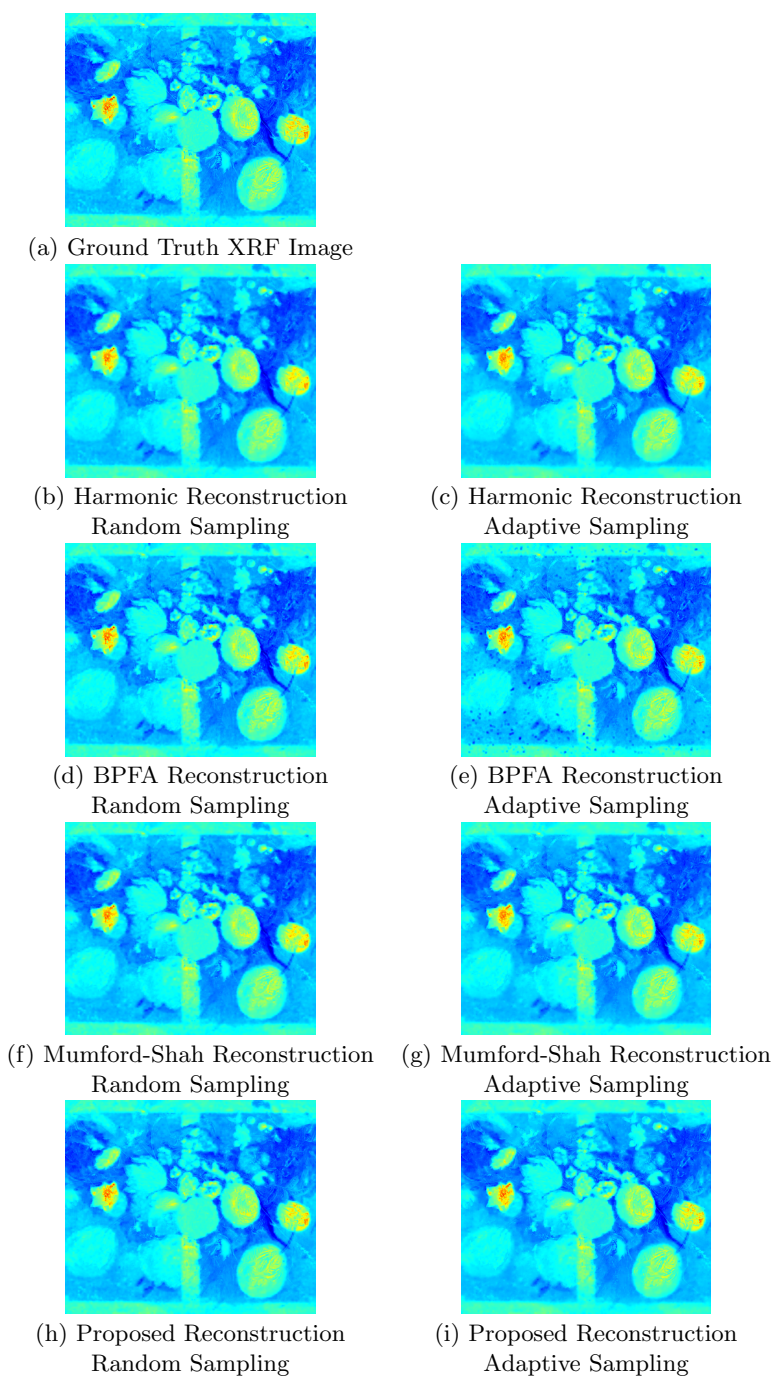 (a) Ground Truth XRF Image
(b) Harmonic Reconstruction
Random Sampling
(c) Harmonic Reconstruction
Adaptive Sampling
(d) BPFA Reconstruction
Random Sampling
(e) BPFA Reconstruction
Adaptive Sampling
(f) Mumford-Shah Reconstruction
Random Sampling
(g) Mumford-Shah Reconstruction
Adaptive Sampling
(h) Proposed Reconstruction
Random Sampling
(i) Proposed Reconstruction
Adaptive Sampling